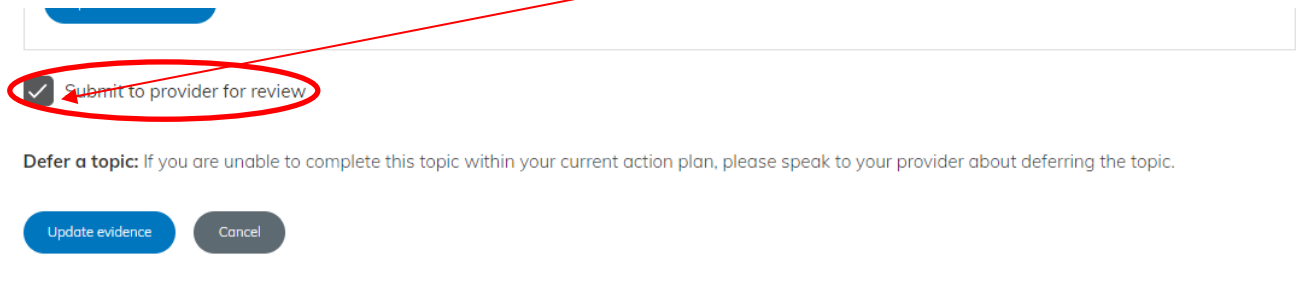 Submit to provider for review
Defer a topic: If you are unable to complete this topic within your current action plan, please speak to your provider about deferring the topic.
Update evidence
Cancel